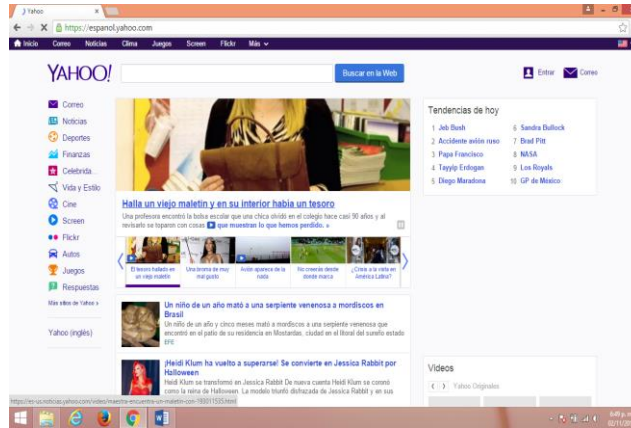 Yahoo
https://espanol.yahoo.com
Inicio Correo Noticias Clima Juegos Screen Flickr Más
YAHOO!
Buscar en la Web
Entrar Correo
Correo
Noticias
Deportes
Finanzas
Celebrida...
Vida y Estilo
Cine
Screen
Flickr
Autos
Juegos
Respuestas
Más sitios de Yahoo >
Yahoo (inglés)
Halla un viejo maletín y en su interior había un tesoro
Una profesora encontró la bolsa escolar que una chica olvidó en el colegio hace casi 90 años y al
revisarlo se toparon con cosas que muestran lo que hemos perdido. »
El tesoro hallado en un viejo maletín
Una broma de muy mal gusto
Avión aparece de la nada
No creerás desde donde marca
¿Crisis a la vista en América Latina?
Un niño de un año mató a una serpiente venenosa a mordiscos en
Brasil
Un niño de un año y cinco meses mató a mordiscos a una serpiente venenosa que
encontró en el patio de su residencia en Mostardas, ciudad en el litoral del sureño estado
EFE
¡Heidi Klum ha vuelto a superarse! Se convierte en Jessica Rabbit por
Halloween
Heidi Klum se transformó en Jessica Rabbit De nueva cuenta Heidi Klum se coronó
como la reina de Halloween. La modelo triunfó disfrazada de Jessica Rabbit y en sus
Tendencias de hoy
1 Jeb Bush
2 Accidente avión ruso
3 Papa Francisco
4 Tayyip Erdogan
5 Diego Maradona
6 Sandra Bullock
7 Brad Pitt
8 NASA
9 Los Royals
10 GP de México
Videos
Yahoo Originales